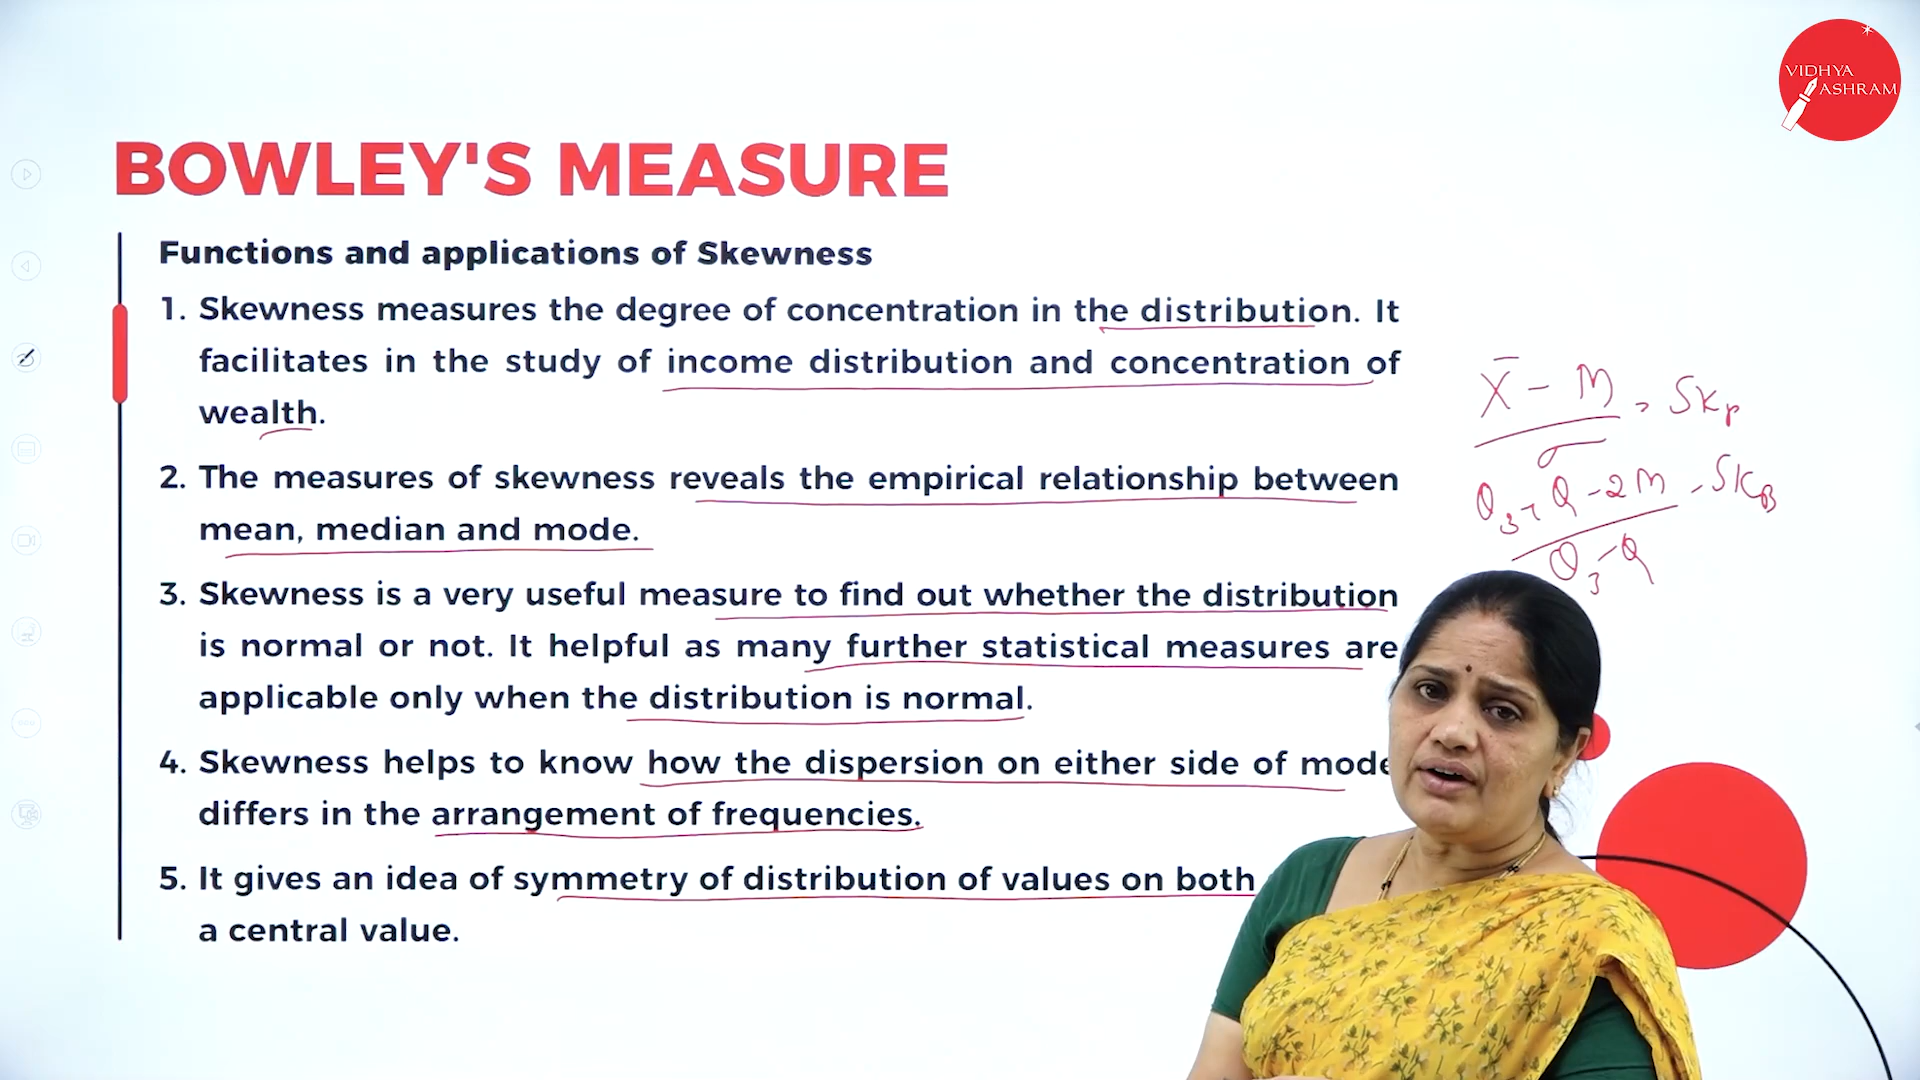 VIDHYA
ASHRAM
BOWLEY'S MEASURE
Functions and applications of Skewness
1. Skewness measures the degree of concentration in the distribution. It
facilitates in the study of income distribution and concentration of
wealth.
2. The measures of skewness reveals the empirical relationship between
mean, median and mode.
3. Skewness is a very useful measure to find out whether the distribution
is normal or not. It helpful as many further statistical measures are
applicable only when the distribution is normal.
4. Skewness helps to know how the dispersion on either side of mode
differs in the arrangement of frequencies.
5. It gives an idea of symmetry of distribution of values on both
a central value.
X̄ - M = SKP
σ
Q3 + Q - 2M = SKB
Q3 - Q